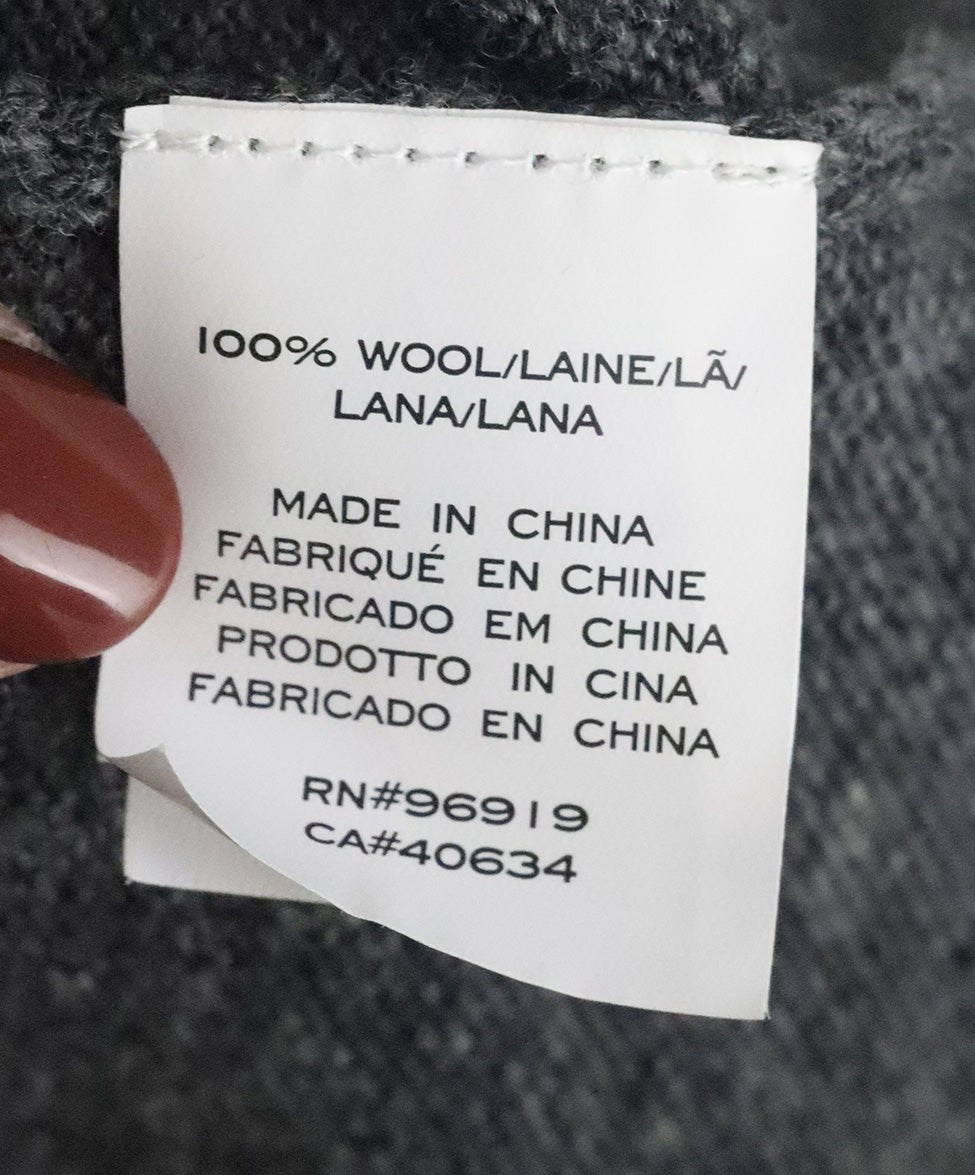 100% WOOL/LAINE/LÃ/
LANA/LANA
MADE IN CHINA
FABRIQUÉ EN CHINE
FABRICADO EM CHINA
PRODOTTO IN CINA
FABRICADO EN CHINA
RN#96919
CA#40634